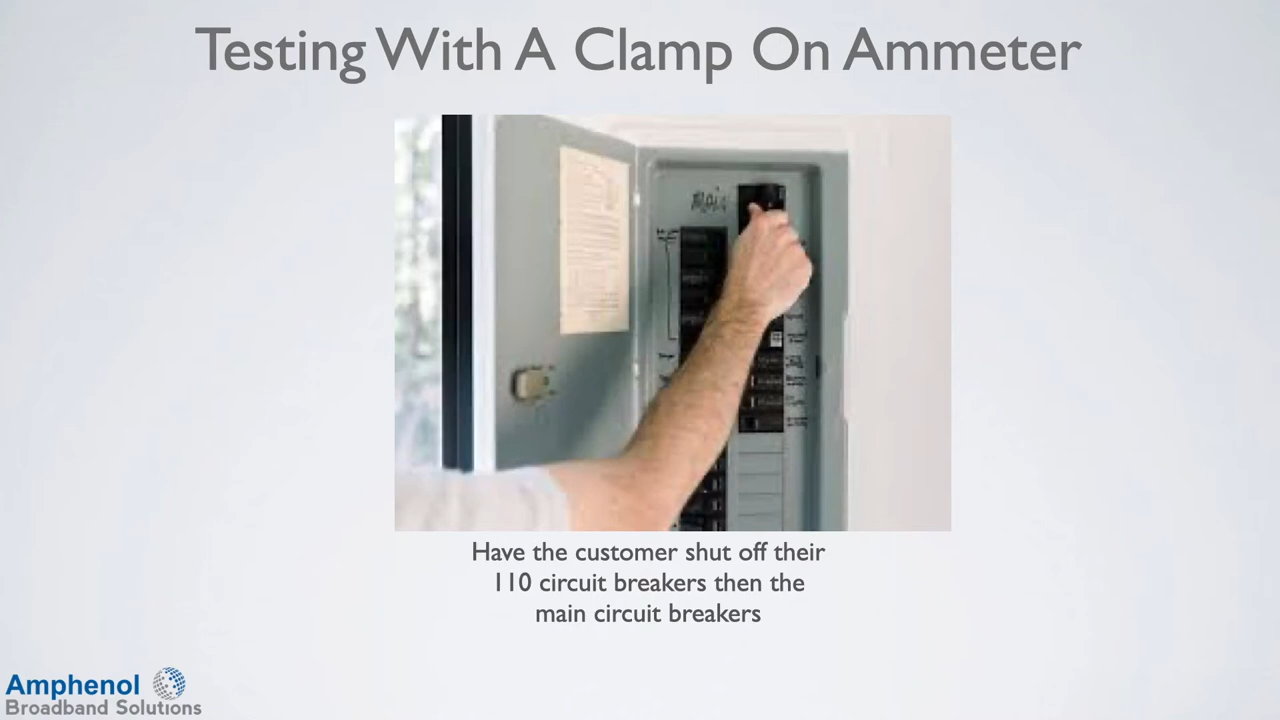 Testing With A Clamp On Ammeter
Main
Have the customer shut off their
110 circuit breakers then the
main circuit breakers
Amphenol
Broadband Solutions